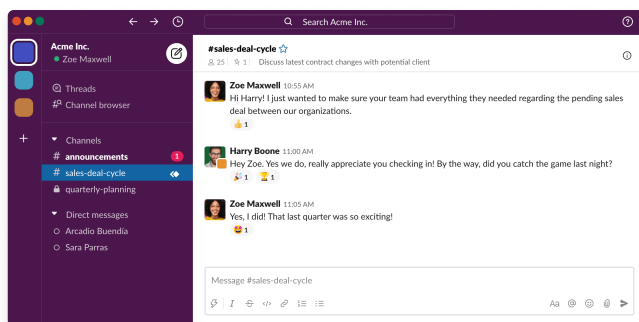 Search Acme Inc.
Acme Inc.
Zoe Maxwell
Threads
Channel browser
Channels
# announcements 1
# sales-deal-cycle
quarterly-planning
Direct messages
Arcadio Buendía
Sara Parras
#sales-deal-cycle
25 | 1 | Discuss latest contract changes with potential client
Zoe Maxwell 10:55 AM
Hi Harry! I just wanted to make sure your team had everything they needed regarding the pending sales
deal between our organizations.
1
Harry Boone 11:00 AM
Hey Zoe. Yes we do, really appreciate you checking in! By the way, did you catch the game last night?
1 1
Zoe Maxwell 11:05 AM
Yes, I did! That last quarter was so exciting!
1
Message #sales-deal-cycle
Aa @